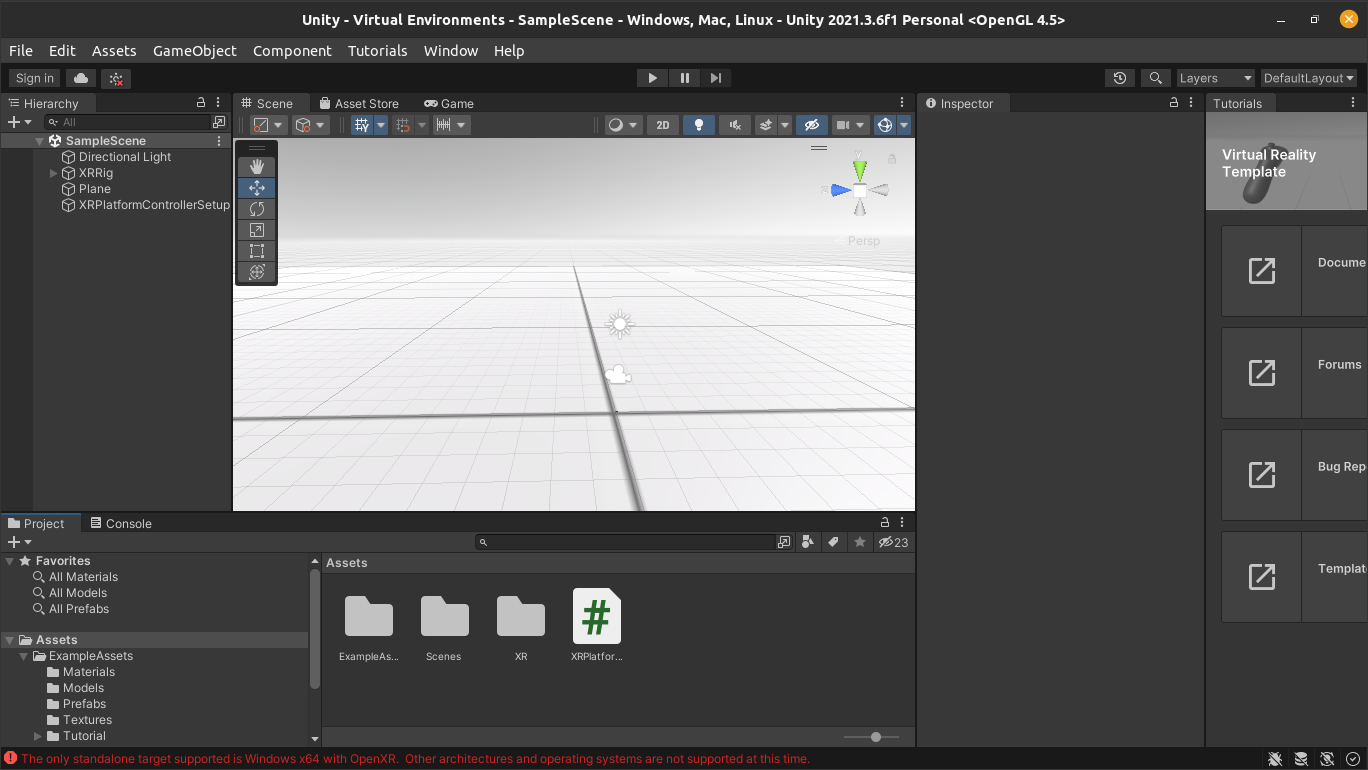 Unity - Virtual Environments - SampleScene - Windows, Mac, Linux - Unity 2021.3.6f1 Personal <OpenGL 4.5>
File Edit Assets GameObject Component Tutorials Window Help
Sign in Layers DefaultLayout
Hierarchy
All
SampleScene
Directional Light
XRRig
Plane
XRPlatformControllerSetup
Scene Asset Store Game
2D
y
Persp
Inspector
Tutorials
Virtual Reality
Template
Docume
Forums
Bug Rep
Template
Project Console
23
Favorites
All Materials
All Models
All Prefabs
Assets
ExampleAssets
Materials
Models
Prefabs
Textures
Tutorial
Assets
ExampleAs...
Scenes
XR
#
XRPlatfor...
The only standalone target supported is Windows x64 with OpenXR. Other architectures and operating systems are not supported at this time.